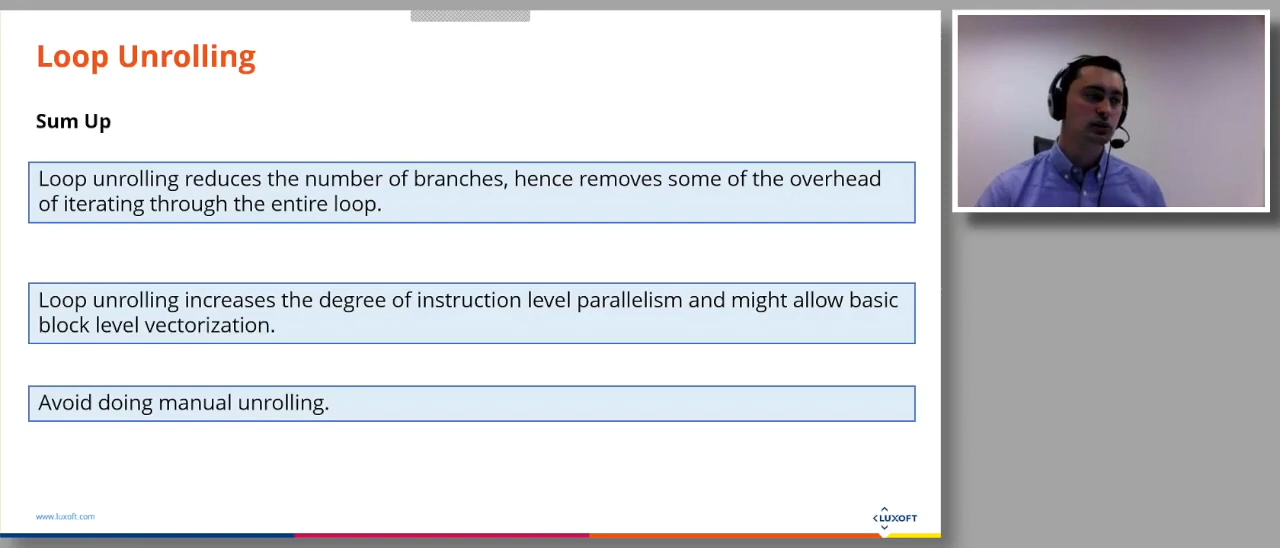 Loop Unrolling
Sum Up
Loop unrolling reduces the number of branches, hence removes some of the overhead
of iterating through the entire loop.
Loop unrolling increases the degree of instruction level parallelism and might allow basic
block level vectorization.
Avoid doing manual unrolling.
www.luxoft.com
LUXOFT